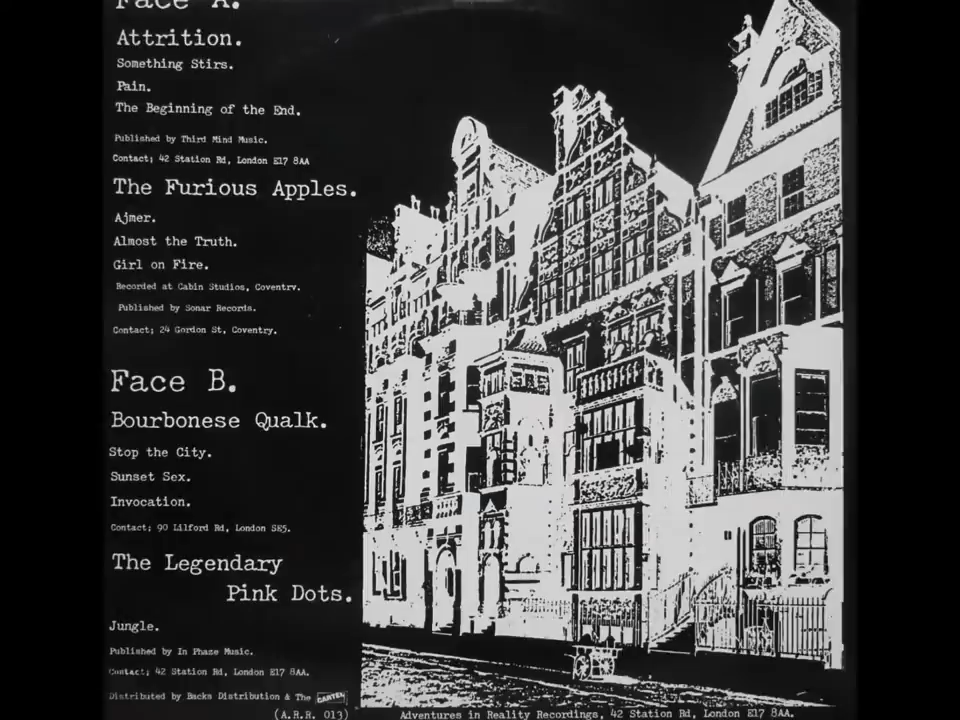 Face A.
Attrition.
Something Stirs.
Pain.
The Beginning of the End.
Published by Third Mind Music.
Contact; 42 Station Rd, London E17 8AA
The Furious Apples.
Ajmer.
Almost the Truth.
Girl on Fire.
Recorded at Cabin Studios, Coventry.
Published by Sonar Records.
Contact; 24 Gordon St, Coventry.
Face B.
Bourbonese Qualk.
Stop the City.
Sunset Sex.
Invocation.
Contact; 90 Lilford Rd, London SE5.
The Legendary
Pink Dots.
Jungle.
Published by In Phaze Music.
Contact; 42 Station Rd, London E17 8AA.
Distributed by Backs Distribution & The CARTEL
(A.R.R. 013)
Adventures in Reality Recordings, 42 Station Rd, London E17 8AA.